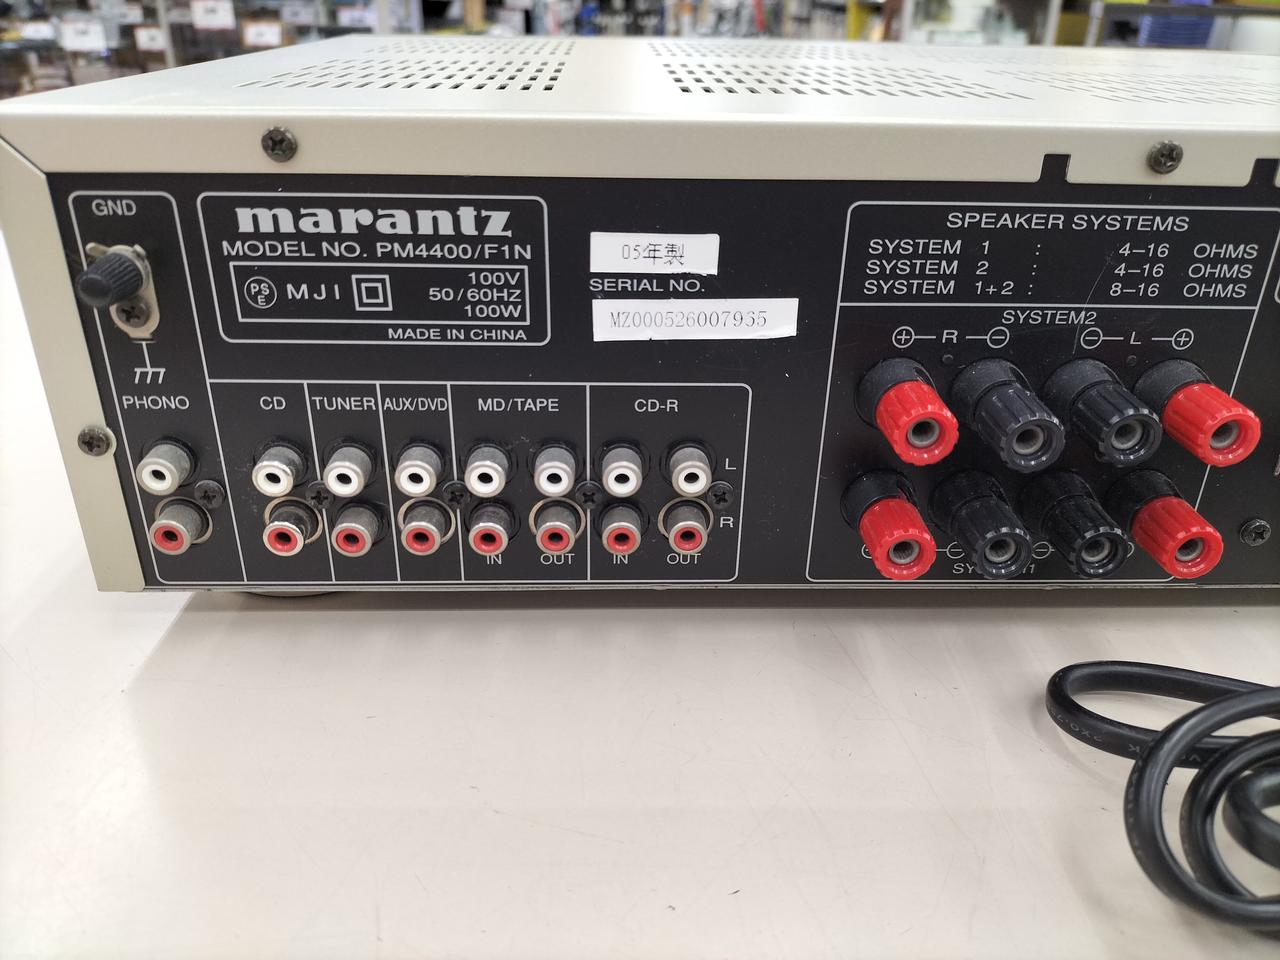 GND
marantz
MODEL NO. PM4400/F1N
PS
E
MJI
100V
50/60HZ
100W
MADE IN CHINA
05年製
SERIAL NO.
MZ000526007935
SPEAKER SYSTEMS
SYSTEM 1 : 4–16 OHMS
SYSTEM 2 : 4–16 OHMS
SYSTEM 1+2 : 8–16 OHMS
SYSTEM2
+ R − − L +
PHONO
CD
TUNER
AUX/DVD
MD/TAPE
CD-R
L
R
IN
OUT
IN
OUT